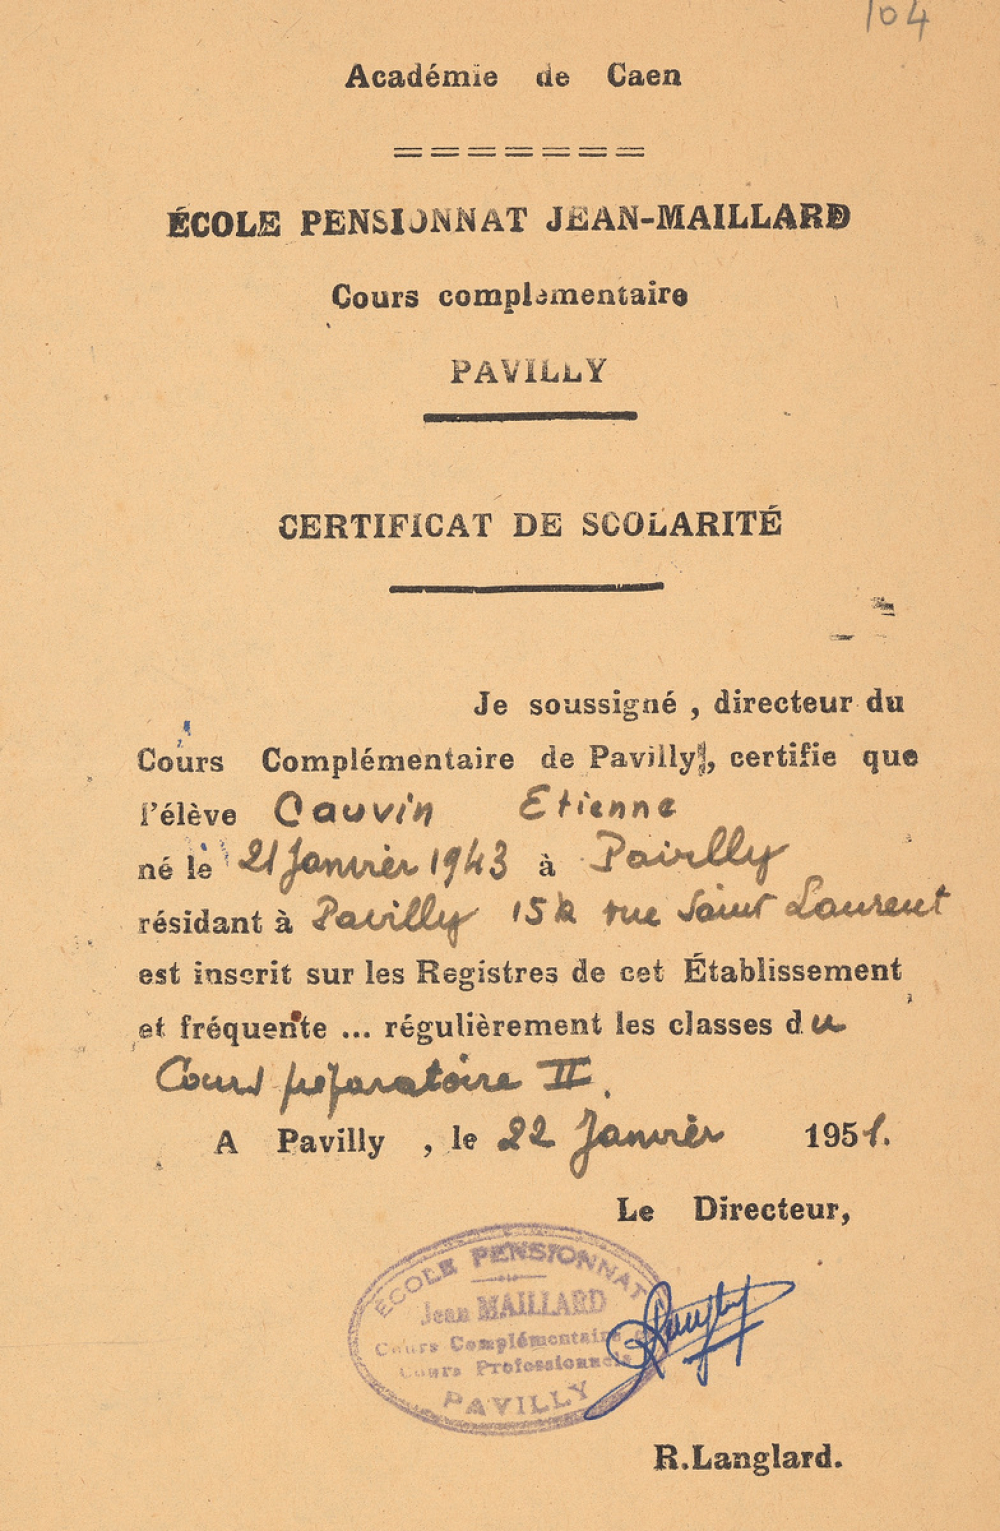 104
Académie de Caen
=======
ÉCOLE PENSIONNAT JEAN-MAILLARD
Cours complémentaire
PAVILLY
CERTIFICAT DE SCOLARITÉ
Je soussigné , directeur du
Cours Complémentaire de Pavilly, certifie que
l'élève Cauvin Etienne
né le 21 Janvier 1943 à Pavilly
résidant à Pavilly 15 rue Saint Laurent
est inscrit sur les Registres de cet Établissement
et fréquente ... régulièrement les classes du
Cours préparatoire II.
A Pavilly , le 22 Janvier 1951.
Le Directeur,
ÉCOLE PENSIONNAT
Jean MAILLARD
Cours Complémentaire
Cours Professionnels
PAVILLY
R.Langlard.